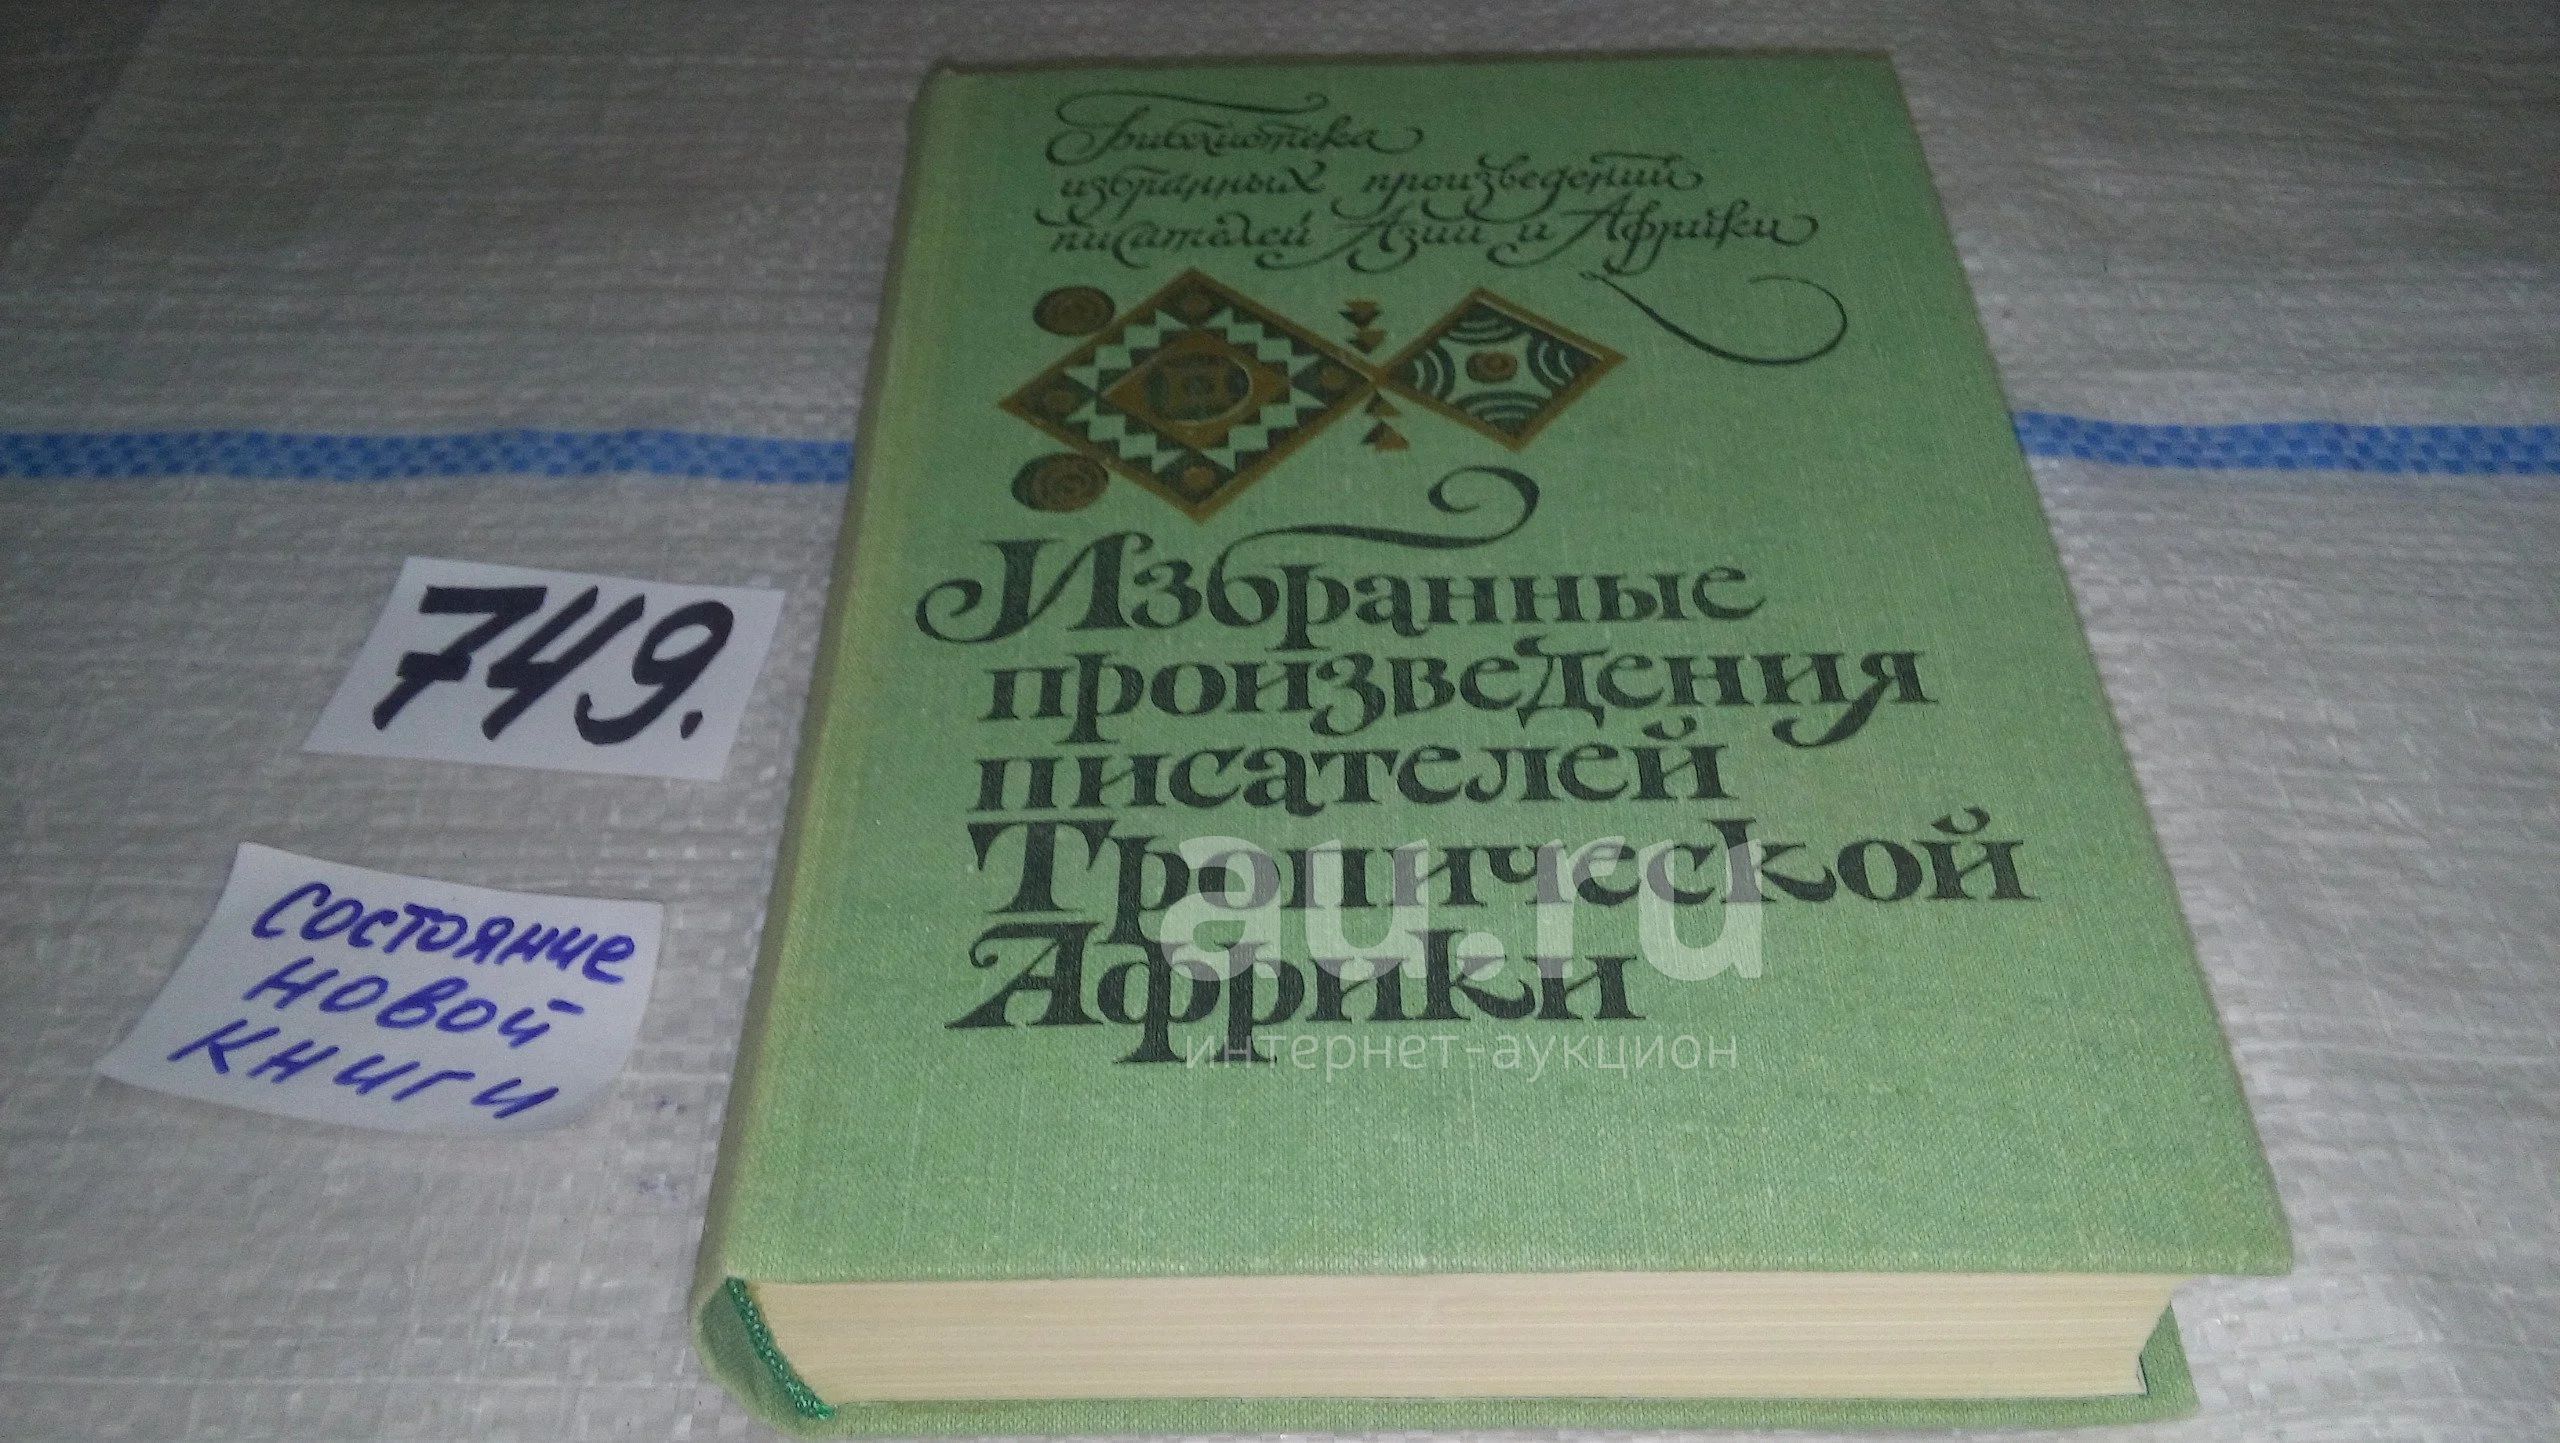 Библиотека
избранных произведений
писателей Азии и Африки
Избранные
произведения
писателей
Тропической
Африки
749.
состояние
новой
книги
au.ru
интернет-аукцион